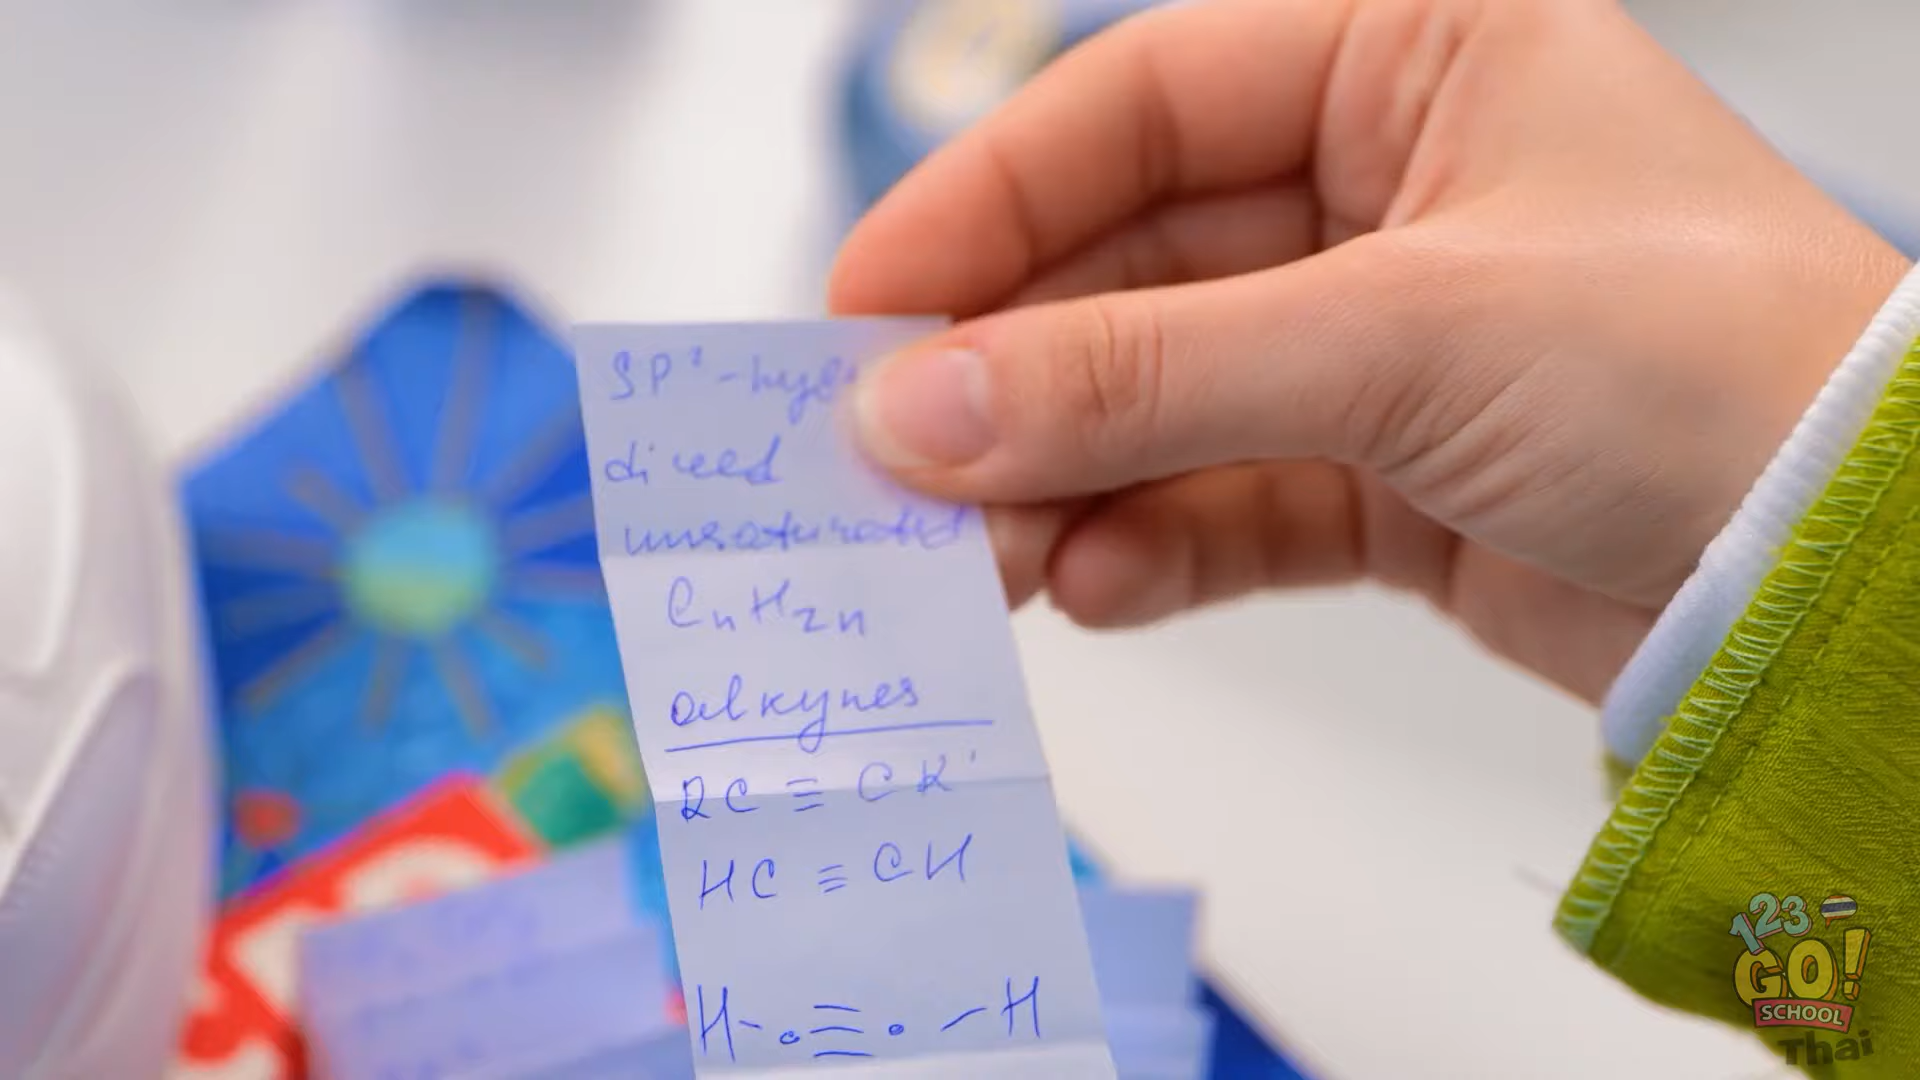 SP²-hyb
dized
unsaturated
CnH2n
alkynes
RC ≡ CR'
HC ≡ CH
H-.≡.-H
123
GO!
SCHOOL
Thai